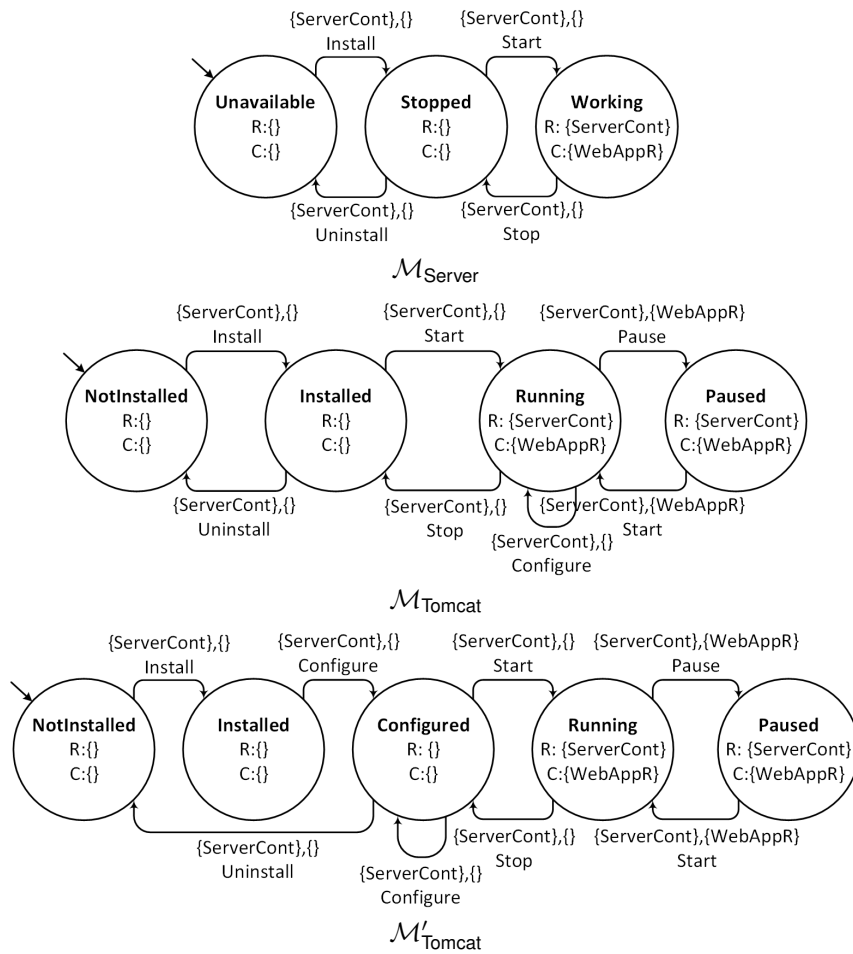 {ServerCont},{} {ServerCont},{}
Install Start
Unavailable Stopped Working
R:{} R:{} R: {ServerCont}
C:{} C:{} C:{WebAppR}
{ServerCont},{} {ServerCont},{}
Uninstall Stop
MServer
{ServerCont},{} {ServerCont},{} {ServerCont},{WebAppR}
Install Start Pause
NotInstalled Installed Running Paused
R:{} R:{} R: {ServerCont} R: {ServerCont}
C:{} C:{} C:{WebAppR} C:{WebAppR}
{ServerCont},{} {ServerCont},{} {ServerCont},{WebAppR}
Uninstall Stop Start
{ServerCont},{}
Configure
MTomcat
{ServerCont},{} {ServerCont},{} {ServerCont},{} {ServerCont},{WebAppR}
Install Configure Start Pause
NotInstalled Installed Configured Running Paused
R:{} R:{} R: {} R: {ServerCont} R: {ServerCont}
C:{} C:{} C:{} C:{WebAppR} C:{WebAppR}
{ServerCont},{} {ServerCont},{} {ServerCont},{WebAppR}
Uninstall Stop Start
{ServerCont},{}
Configure
M′Tomcat